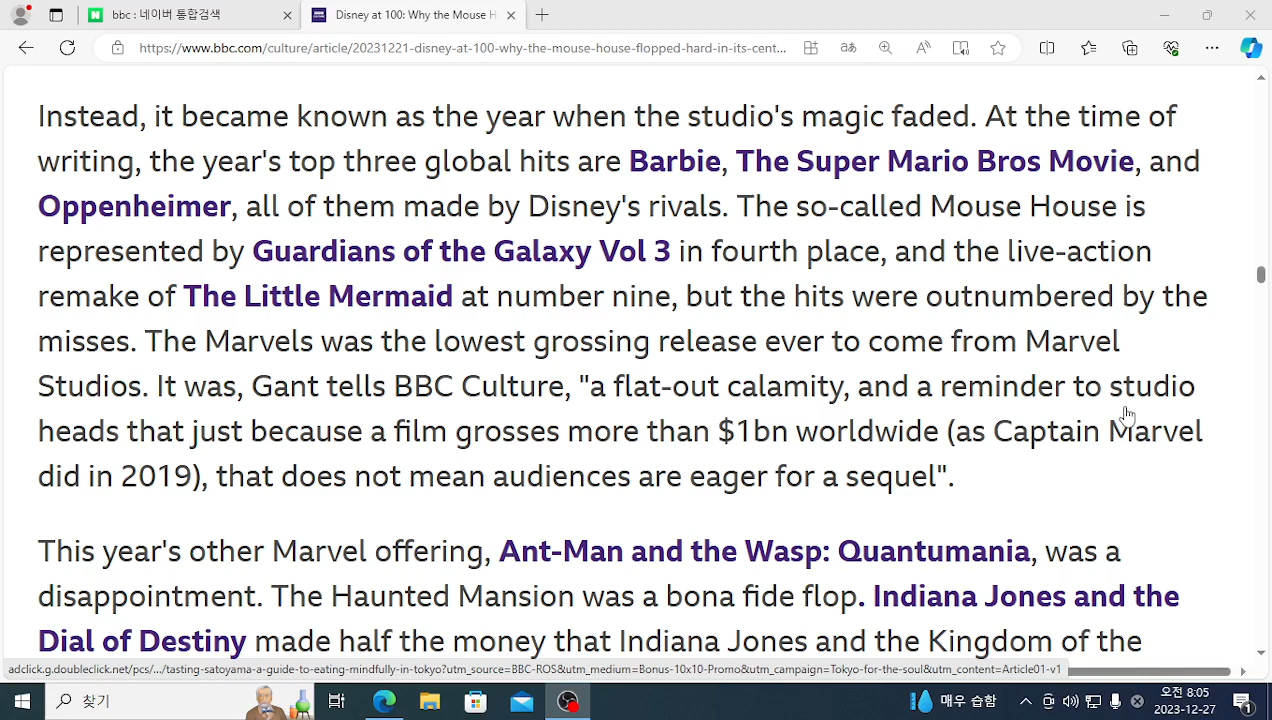 bbc : 네이버 통합검색
Disney at 100: Why the Mouse H
https://www.bbc.com/culture/article/20231221-disney-at-100-why-the-mouse-house-flopped-hard-in-its-cent...
Instead, it became known as the year when the studio's magic faded. At the time of
writing, the year's top three global hits are Barbie, The Super Mario Bros Movie, and
Oppenheimer, all of them made by Disney's rivals. The so-called Mouse House is
represented by Guardians of the Galaxy Vol 3 in fourth place, and the live-action
remake of The Little Mermaid at number nine, but the hits were outnumbered by the
misses. The Marvels was the lowest grossing release ever to come from Marvel
Studios. It was, Gant tells BBC Culture, "a flat-out calamity, and a reminder to studio
heads that just because a film grosses more than $1bn worldwide (as Captain Marvel
did in 2019), that does not mean audiences are eager for a sequel".
This year's other Marvel offering, Ant-Man and the Wasp: Quantumania, was a
disappointment. The Haunted Mansion was a bona fide flop. Indiana Jones and the
Dial of Destiny made half the money that Indiana Jones and the Kingdom of the
adclick.g.doubleclick.net/pcs/.../tasting-satoyama-a-guide-to-eating-mindfully-in-tokyo?utm_source=BBC-ROS&utm_medium=Bonus-10x10-Promo&utm_campaign=Tokyo-for-the-soul&utm_content=Article01-v1
찾기
매우 습함
오전 8:05
2023-12-27
1